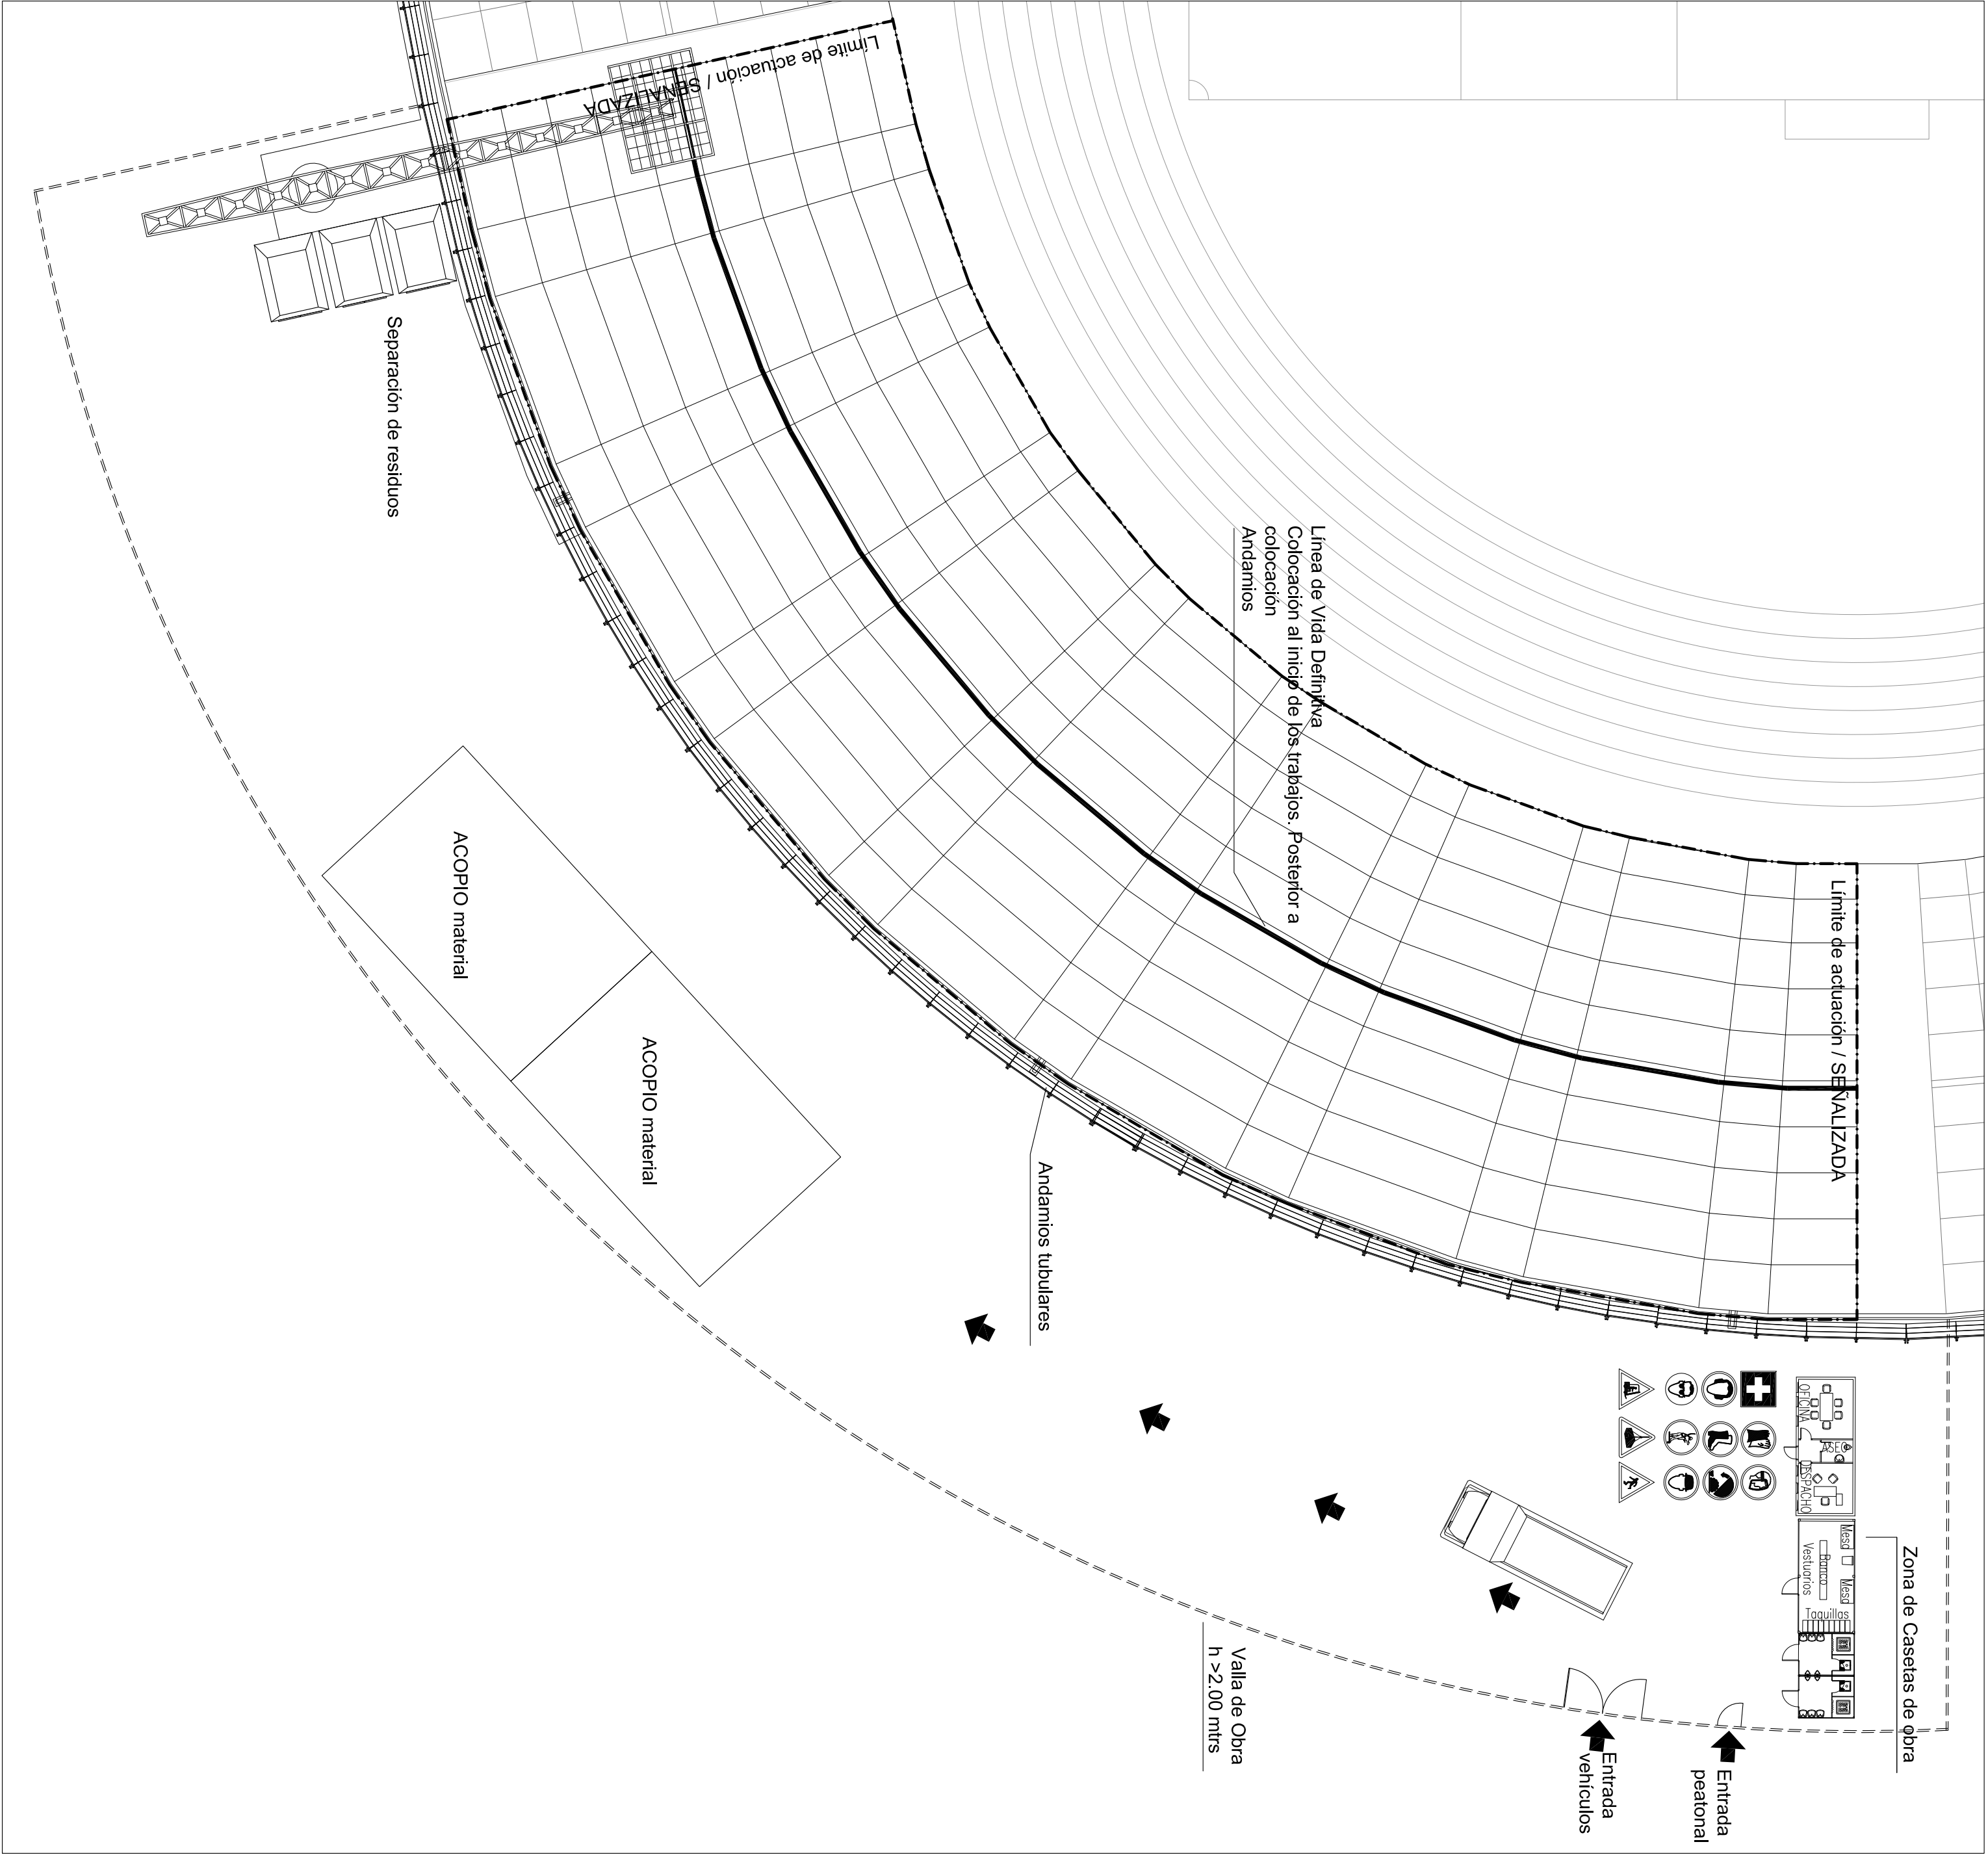 Límite de actuación / SEÑALIZADA
Separación de residuos
Línea de Vida Definitiva
Colocación al inicio de los trabajos. Posterior a
colocación
Andamios
Límite de actuación / SEÑALIZADA
ACOPIO material
ACOPIO material
Andamios tubulares
OFICINA
ASEO
DESPACHO
Mesa
Banco
Mesa
Vestuarios
Taquillas
Zona de Casetas de obra
Valla de Obra
h >2.00 mtrs
Entrada
vehículos
Entrada
peatonal